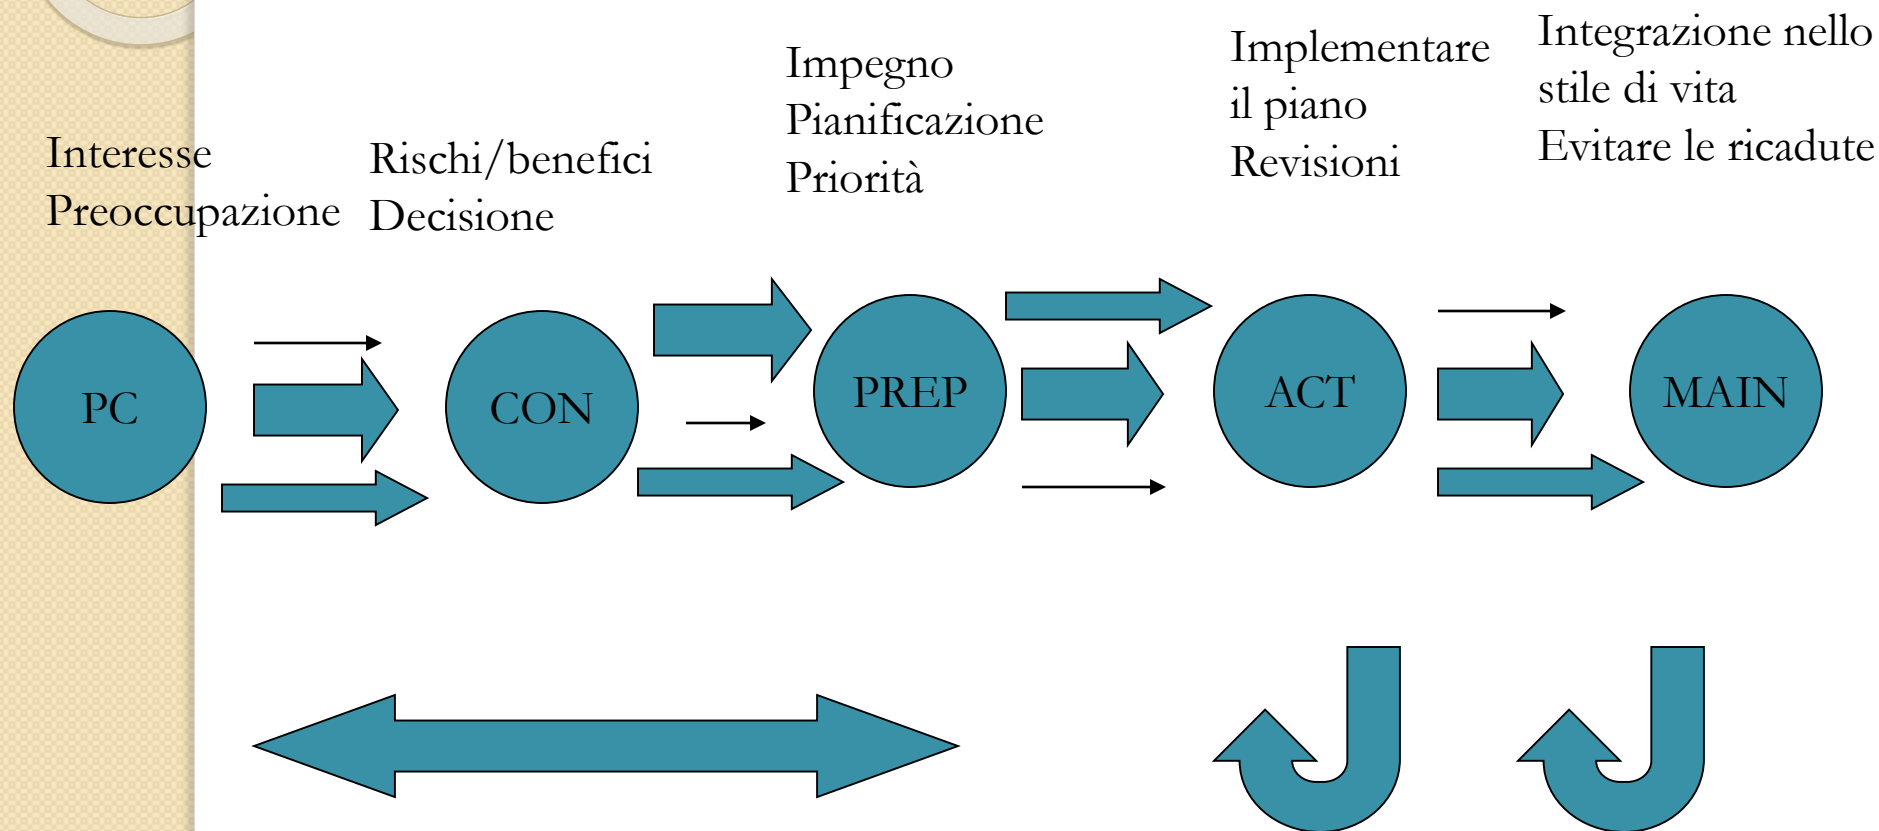 Interesse
Preoccupazione
Rischi/benefici
Decisione
Impegno
Pianificazione
Priorità
Implementare
il piano
Revisioni
Integrazione nello
stile di vita
Evitare le ricadute
PC
CON
PREP
ACT
MAIN